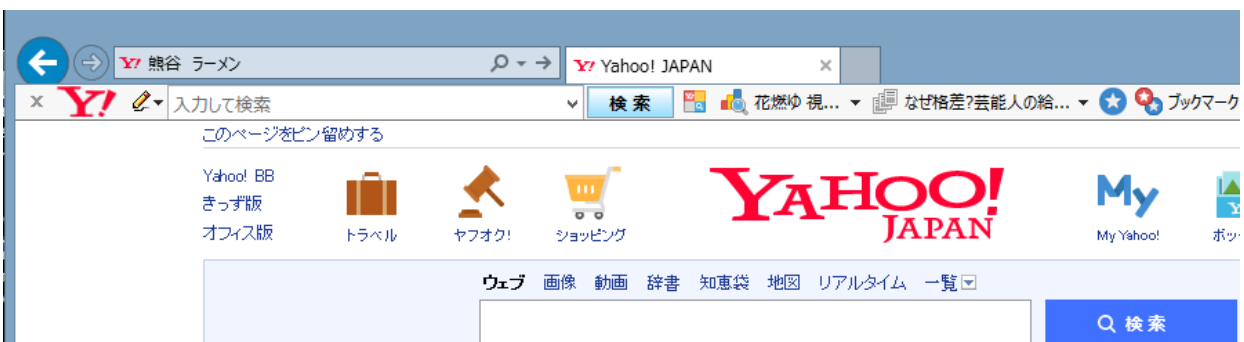 熊谷 ラーメン
Yahoo! JAPAN
Y! 入力して検索 検索 花燃ゆ 視... なぜ格差?芸能人の給... ブックマーク
このページをピン留めする
Yahoo! BB
きっず版
オフィス版
トラベル ヤフオク! ショッピング
YAHOO!
JAPAN
My
My Yahoo!
ウェブ 画像 動画 辞書 知恵袋 地図 リアルタイム 一覧
検索